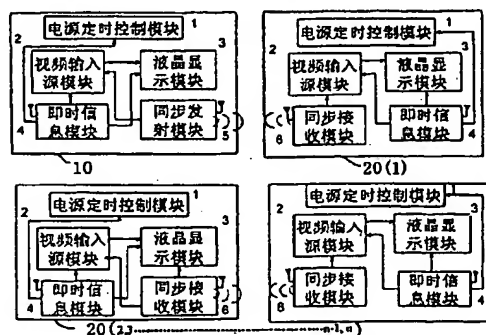 电源定时控制模块
1
2
3
视频输入
源模块
液晶显
示模块
4
即时信
息模块
同步发
射模块
5
10
电源定时控制模块
1
2
3
视频输入
源模块
液晶显
示模块
6
同步接
收模块
即时信
息模块
4
20(1)
电源定时控制模块
1
2
3
视频输入
源模块
液晶显
示模块
4
即时信
息模块
同步接
收模块
6
20(2)
n-1,n)
电源定时控制模块
1
2
3
视频输入
源模块
液晶显
示模块
6
同步接
收模块
即时信
息模块
4